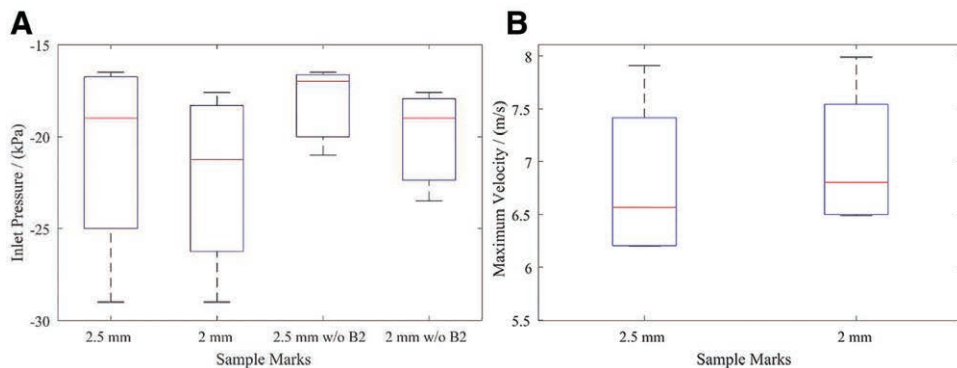 A
-15
-20
-25
-30
Inlet Pressure / (kPa)
2.5 mm 2 mm 2.5 mm w/o B2 2 mm w/o B2
Sample Marks
B
8
7.5
7
6.5
6
5.5
Maximum Velocity / (m/s)
2.5 mm 2 mm
Sample Marks